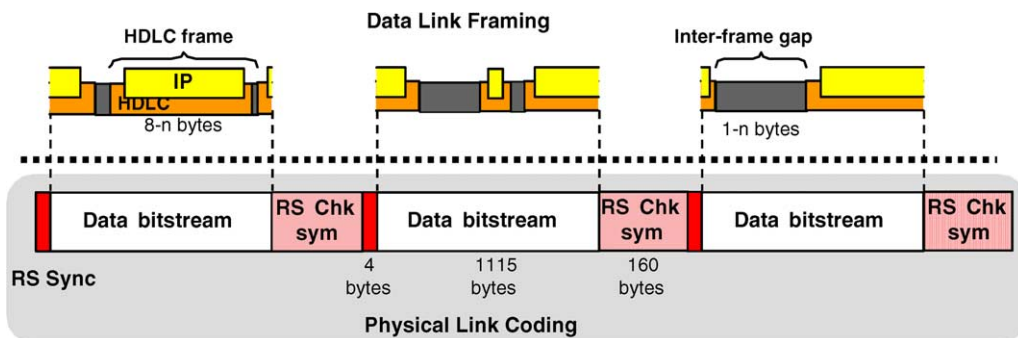 Data Link Framing
HDLC frame
Inter-frame gap
IP
HDLC
8-n bytes
1-n bytes
Data bitstream
RS Chk
sym
Data bitstream
RS Chk
sym
Data bitstream
RS Chk
sym
RS Sync
4
bytes
1115
bytes
160
bytes
Physical Link Coding